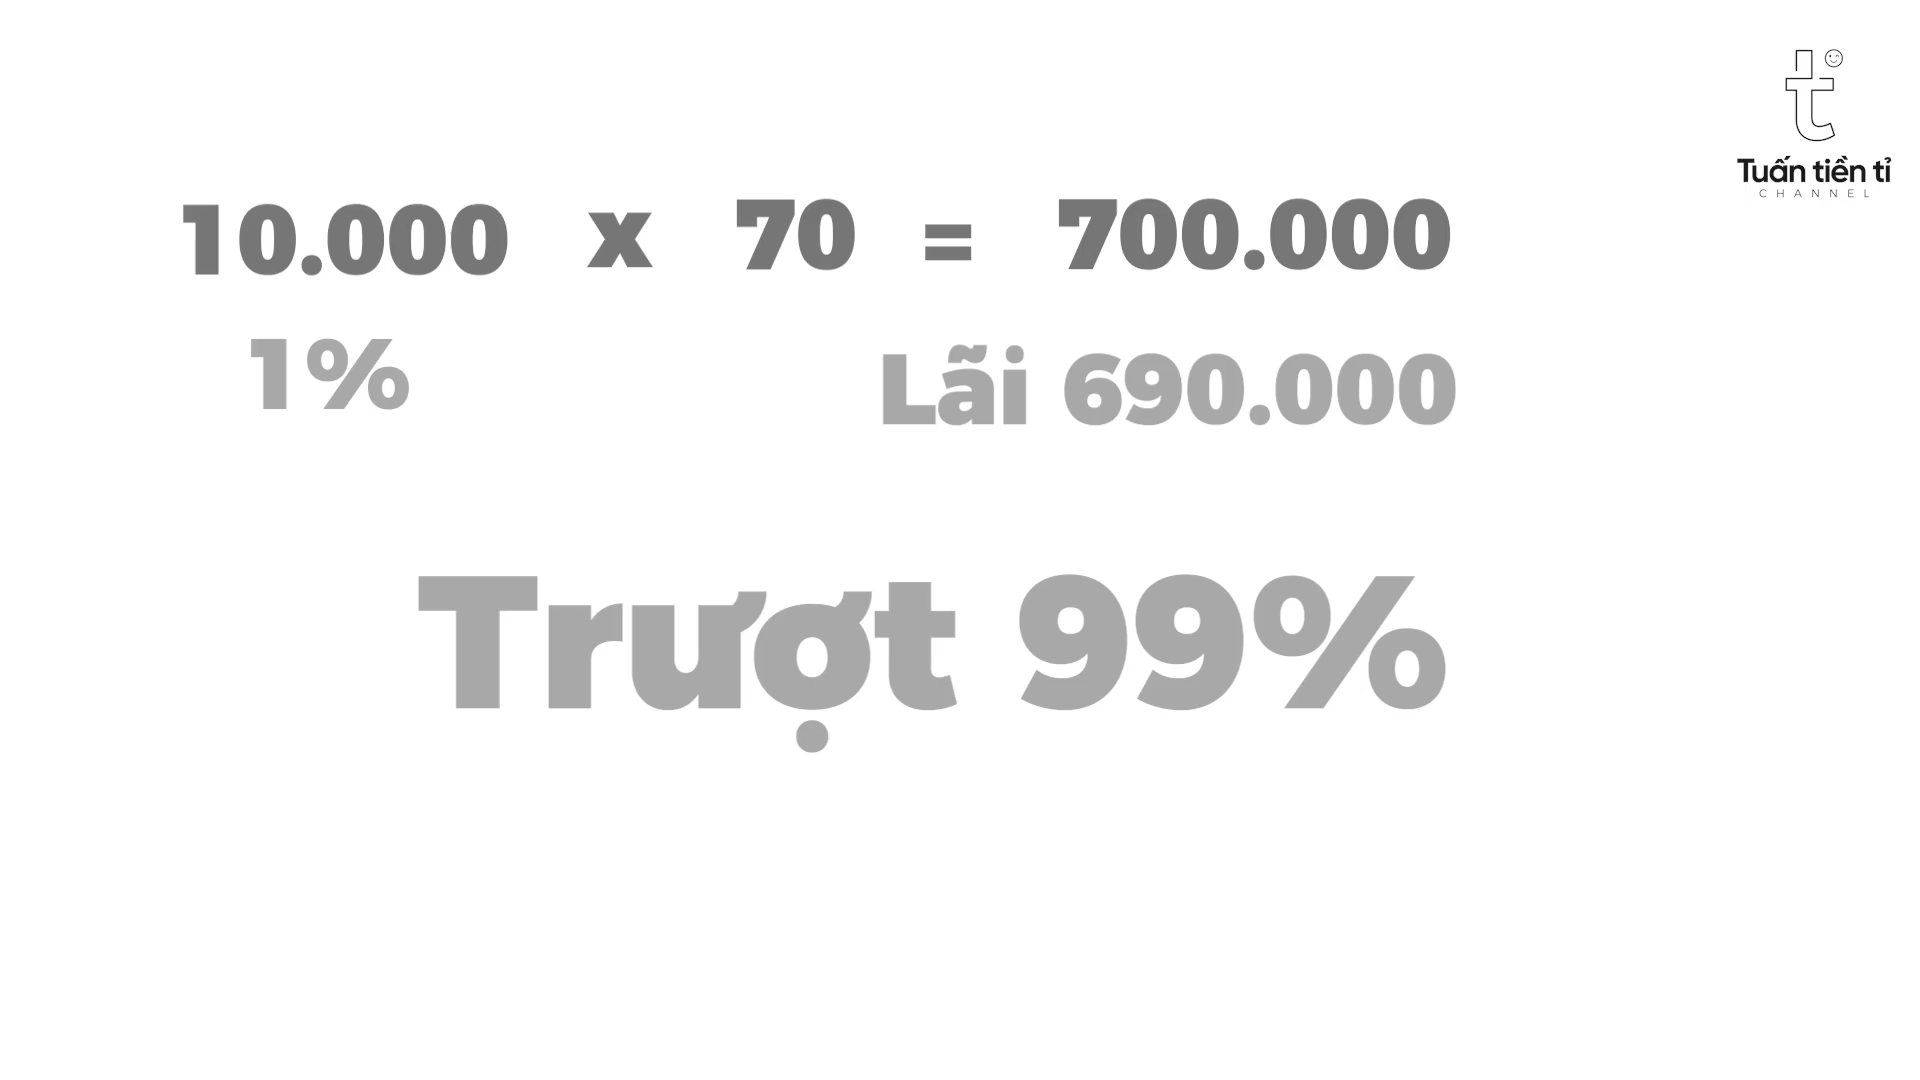 Tuấn tiền tỉ
CHANNEL
10.000 x 70 = 700.000
1% Lãi 690.000
Trượt 99%